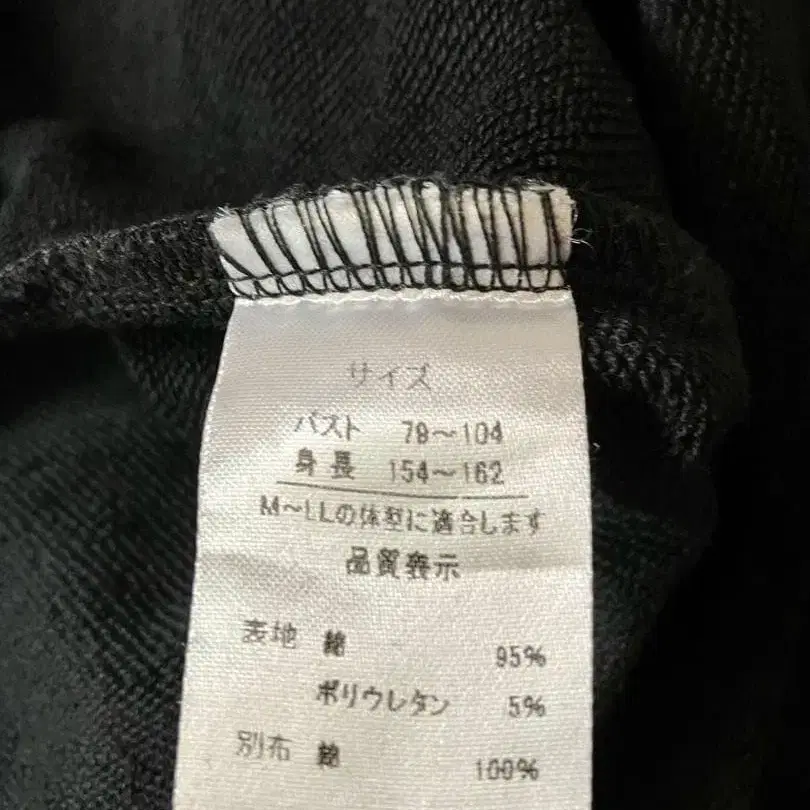 サイズ
バスト 79～104
身長 154～162
M～LLの体型に適合します
品質表示
表地 綿 95%
ポリウレタン 5%
別布 綿 100%